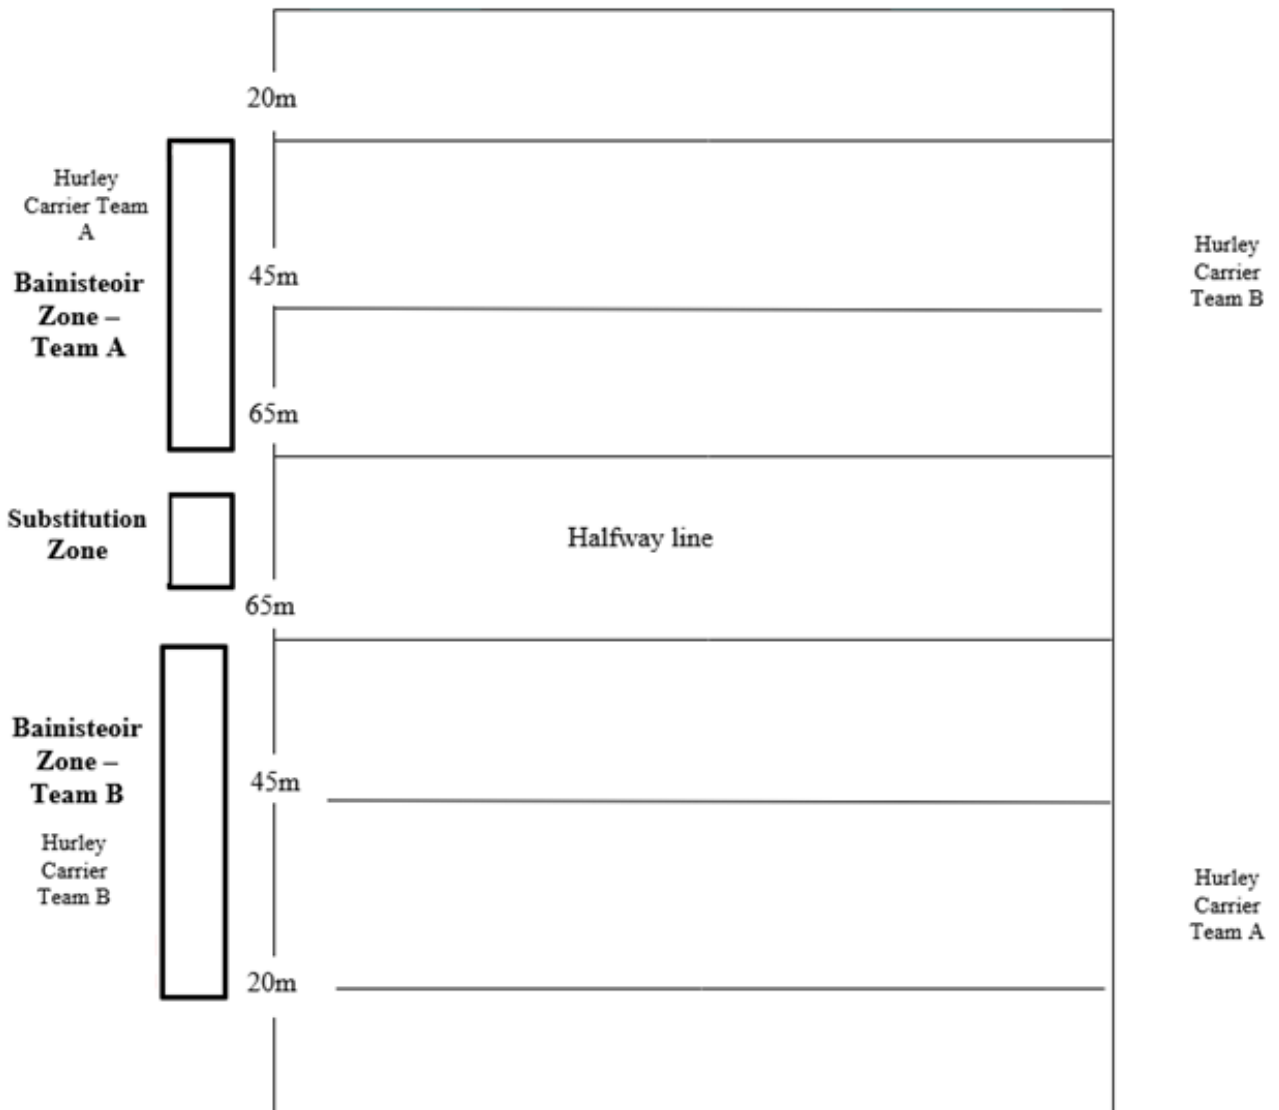 20m
Hurley
Carrier Team
A
Bainisteoir
Zone –
Team A
45m
Hurley
Carrier
Team B
65m
Substitution
Zone
Halfway line
65m
Bainisteoir
Zone –
Team B
45m
Hurley
Carrier
Team B
Hurley
Carrier
Team A
20m